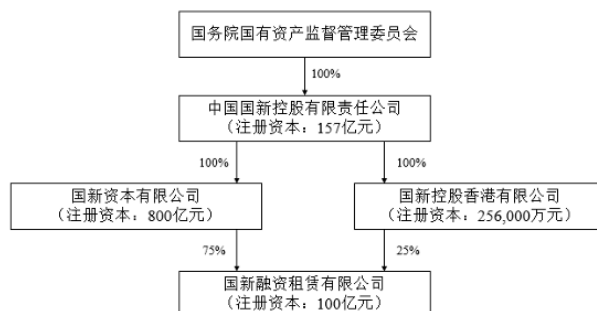 国务院国有资产监督管理委员会
100%
中国国新控股有限责任公司
（注册资本：157亿元）
100%
100%
国新资本有限公司
（注册资本：800亿元）
国新控股香港有限公司
（注册资本：256,000万元）
75%
25%
国新融资租赁有限公司
（注册资本：100亿元）